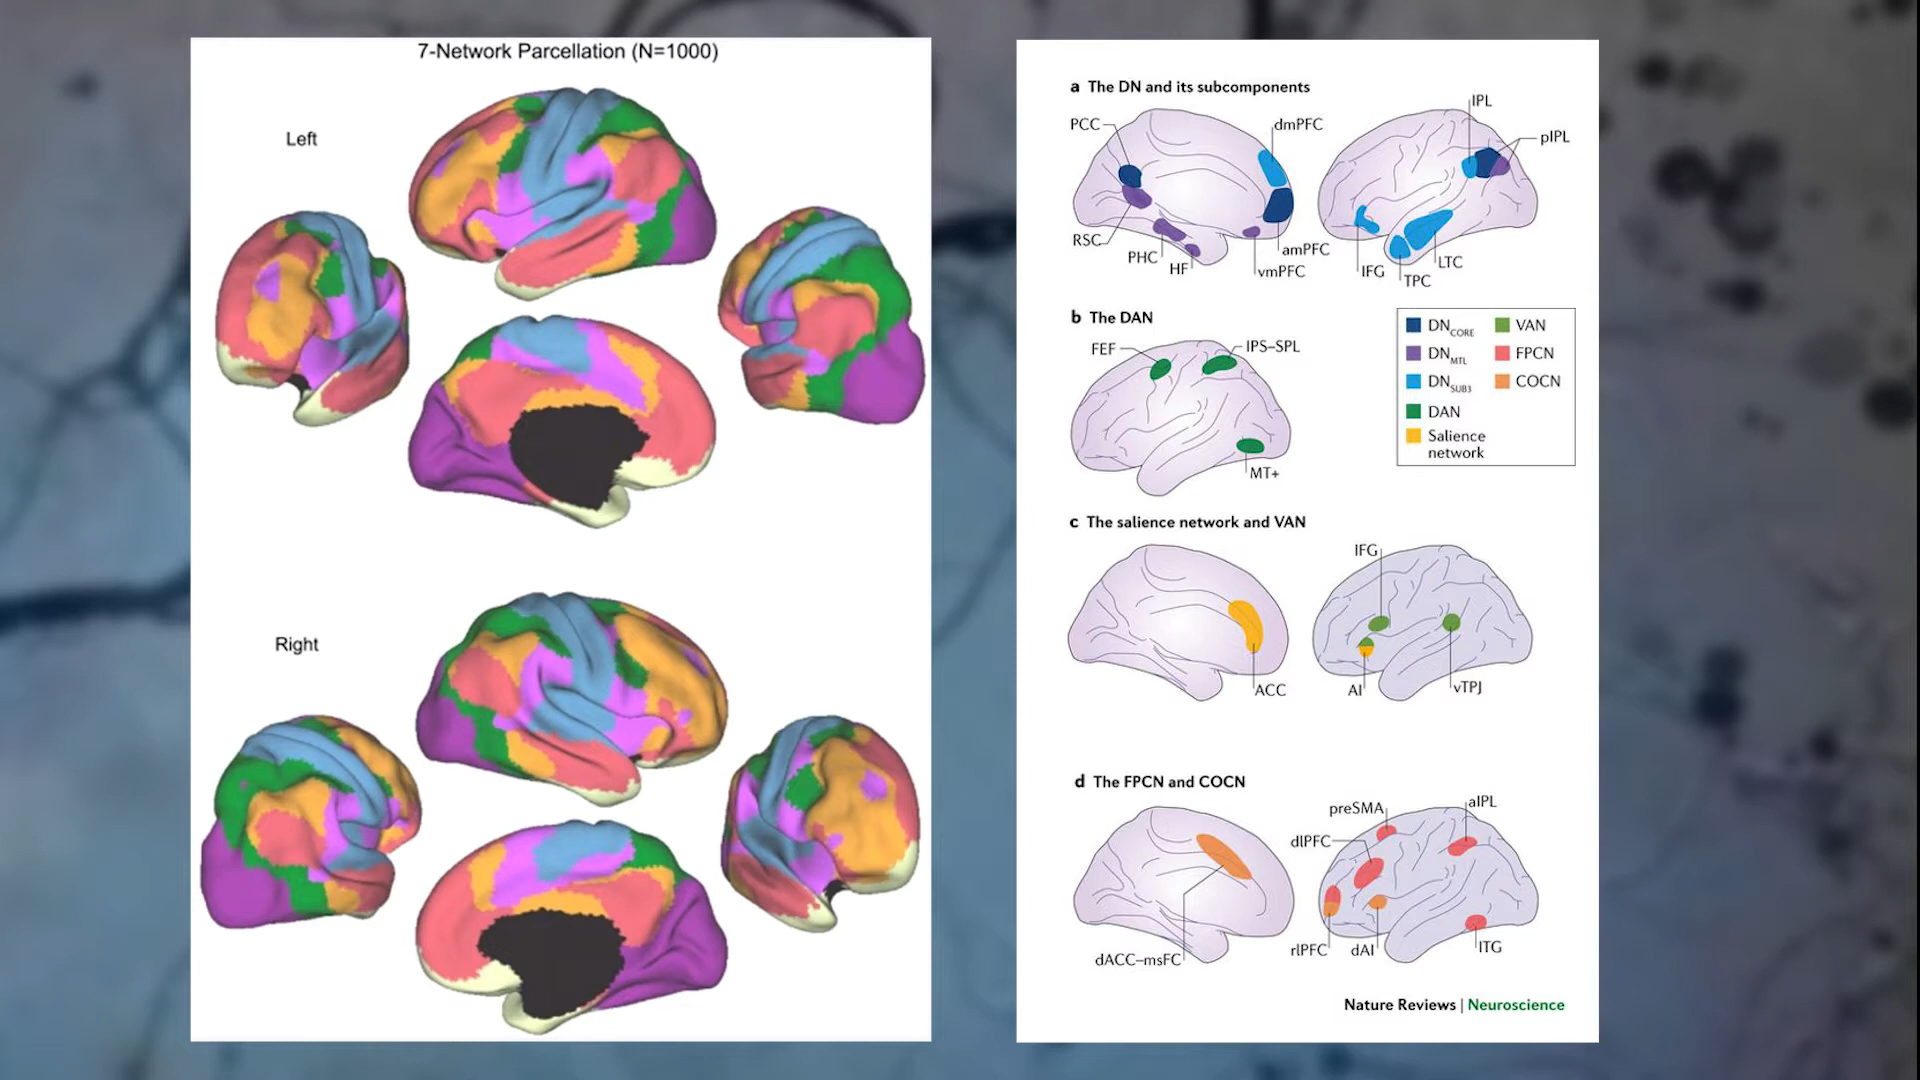 7-Network Parcellation (N=1000)
Left
Right
a The DN and its subcomponents
PCC
dmPFC
IPL
pIPL
RSC
PHC
HF
amPFC
vmPFC
IFG
TPC
LTC
b The DAN
FEF
IPS–SPL
MT+
DNCORE
DNMTL
DNSUB3
DAN
Salience
network
VAN
FPCN
COCN
c The salience network and VAN
IFG
ACC
AI
vTPJ
d The FPCN and COCN
preSMA
aIPL
dlPFC
dACC–msFC
rlPFC
dAI
ITG
Nature Reviews | Neuroscience